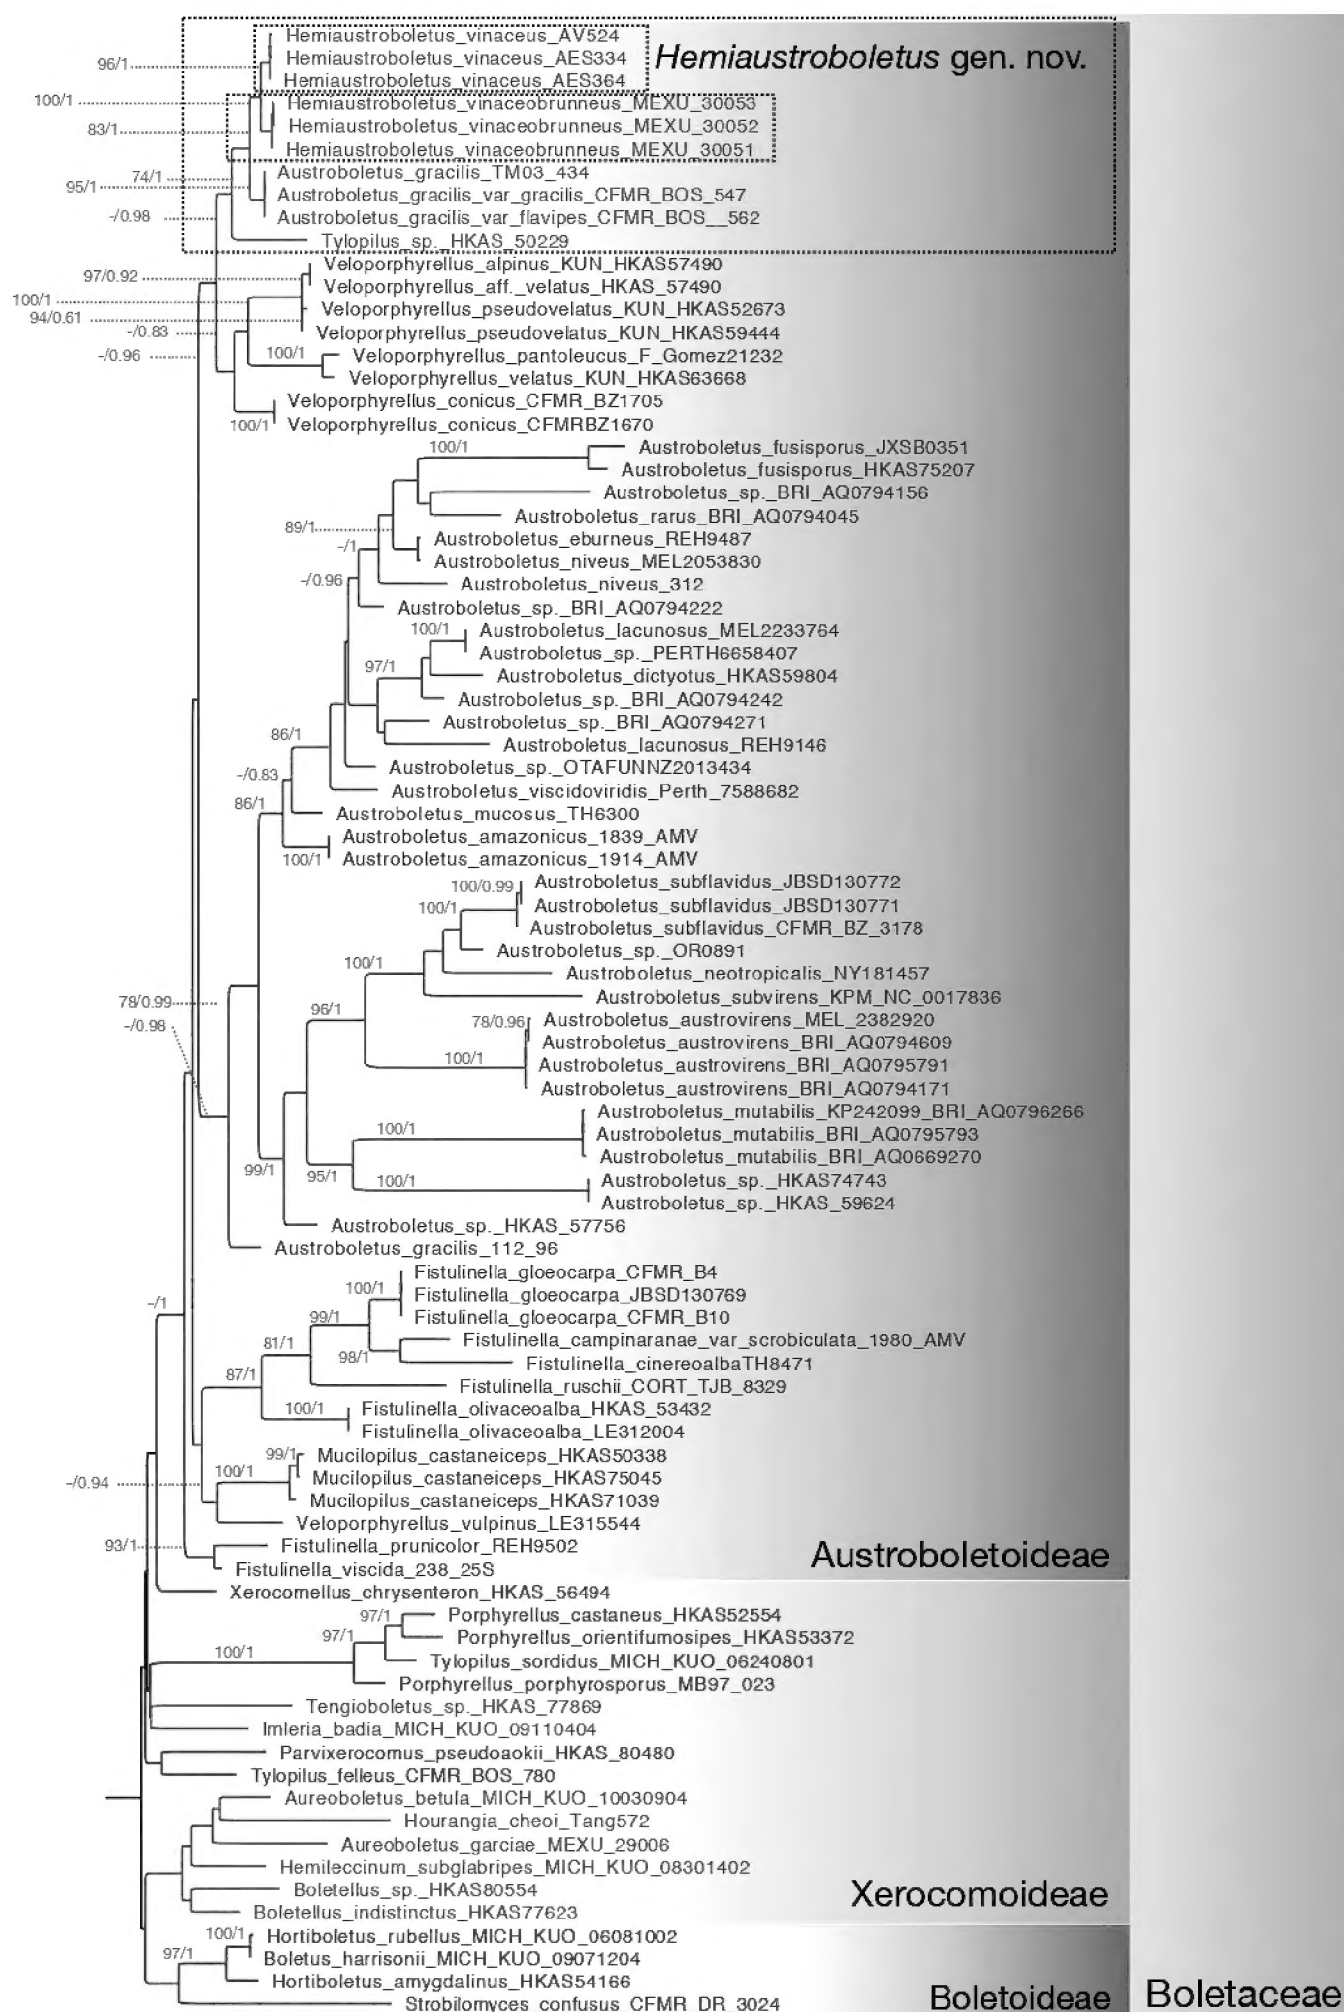 Hemiaustroboletus_vinaceus_AV524
Hemiaustroboletus_vinaceus_AES334
Hemiaustroboletus gen. nov.
96/1
Hemiaustroboletus_vinaceus_AES364
100/1
Hemiaustroboletus_vinaceobrunneus_MEXU_30053
83/1
Hemiaustroboletus_vinaceobrunneus_MEXU_30052
Hemiaustroboletus_vinaceobrunneus_MEXU_30051
74/1
Austroboletus_gracilis_TM03_434
95/1
Austroboletus_gracilis_var_gracilis_CFMR_BOS_547
-/0.98
Austroboletus_gracilis_var_flavipes_CFMR_BOS__562
Tylopilus_sp._HKAS_50229
Veloporphyrellus_alpinus_KUN_HKAS57490
97/0.92
Veloporphyrellus_aff._velatus_HKAS_57490
100/1
Veloporphyrellus_pseudovelatus_KUN_HKAS52673
94/0.61
-/0.83
Veloporphyrellus_pseudovelatus_KUN_HKAS59444
-/0.96
100/1
Veloporphyrellus_pantoleucus_F_Gomez21232
Veloporphyrellus_velatus_KUN_HKAS63668
Veloporphyrellus_conicus_CFMR_BZ1705
100/1
Veloporphyrellus_conicus_CFMRBZ1670
100/1
Austroboletus_fusisporus_JXSB0351
Austroboletus_fusisporus_HKAS75207
Austroboletus_sp._BRI_AQ0794156
Austroboletus_rarus_BRI_AQ0794045
89/1
Austroboletus_eburneus_REH9487
-/1
Austroboletus_niveus_MEL2053830
-/0.96
Austroboletus_niveus_312
Austroboletus_sp._BRI_AQ0794222
100/1
Austroboletus_lacunosus_MEL2233764
Austroboletus_sp._PERTH6658407
97/1
Austroboletus_dictyotus_HKAS59804
Austroboletus_sp._BRI_AQ0794242
Austroboletus_sp._BRI_AQ0794271
86/1
Austroboletus_lacunosus_REH9146
Austroboletus_sp._OTAFUNNZ2013434
-/0.83
Austroboletus_viscidoviridis_Perth_7588682
86/1
Austroboletus_mucosus_TH6300
Austroboletus_amazonicus_1839_AMV
100/1
Austroboletus_amazonicus_1914_AMV
100/0.99
Austroboletus_subflavidus_JBSD130772
100/1
Austroboletus_subflavidus_JBSD130771
Austroboletus_subflavidus_CFMR_BZ_3178
Austroboletus_sp._OR0891
100/1
Austroboletus_neotropicalis_NY181457
78/0.99
Austroboletus_subvirens_KPM_NC_0017836
96/1
-/0.98
78/0.96
Austroboletus_austrovirens_MEL_2382920
Austroboletus_austrovirens_BRI_AQ0794609
100/1
Austroboletus_austrovirens_BRI_AQ0795791
Austroboletus_austrovirens_BRI_AQ0794171
Austroboletus_mutabilis_KP242099_BRI_AQ0796266
100/1
Austroboletus_mutabilis_BRI_AQ0795793
Austroboletus_mutabilis_BRI_AQ0669270
99/1
95/1
100/1
Austroboletus_sp._HKAS74743
Austroboletus_sp._HKAS_59624
Austroboletus_sp._HKAS_57756
Austroboletus_gracilis_112_96
Fistulinella_gloeocarpa_CFMR_B4
100/1
Fistulinella_gloeocarpa_JBSD130769
-/1
99/1
Fistulinella_gloeocarpa_CFMR_B10
81/1
Fistulinella_campinaranae_var_scrobiculata_1980_AMV
98/1
Fistulinella_cinereoalbaTH8471
87/1
Fistulinella_ruschii_CORT_TJB_8329
100/1
Fistulinella_olivaceoalba_HKAS_53432
Fistulinella_olivaceoalba_LE312004
99/1
Mucilopilus_castaneiceps_HKAS50338
-/0.94
100/1
Mucilopilus_castaneiceps_HKAS75045
Mucilopilus_castaneiceps_HKAS71039
Veloporphyrellus_vulpinus_LE315544
93/1
Fistulinella_prunicolor_REH9502
Austroboletoideae
Fistulinella_viscida_238_25S
Xerocomellus_chrysenteron_HKAS_56494
97/1
Porphyrellus_castaneus_HKAS52554
97/1
Porphyrellus_orientifumosipes_HKAS53372
100/1
Tylopilus_sordidus_MICH_KUO_06240801
Porphyrellus_porphyrosporus_MB97_023
Tengioboletus_sp._HKAS_77869
Imleria_badia_MICH_KUO_09110404
Parvixerocomus_pseudoaokii_HKAS_80480
Tylopilus_felleus_CFMR_BOS_780
Aureoboletus_betula_MICH_KUO_10030904
Hourangia_cheoi_Tang572
Aureoboletus_garciae_MEXU_29006
Hemileccinum_subglabripes_MICH_KUO_08301402
Boletellus_sp._HKAS80554
Xerocomoideae
Boletellus_indistinctus_HKAS77623
100/1
Hortiboletus_rubellus_MICH_KUO_06081002
97/1
Boletus_harrisonii_MICH_KUO_09071204
Hortiboletus_amygdalinus_HKAS54166
Strobilomyces_confusus_CFMR_DR_3024
Boletoideae
Boletaceae